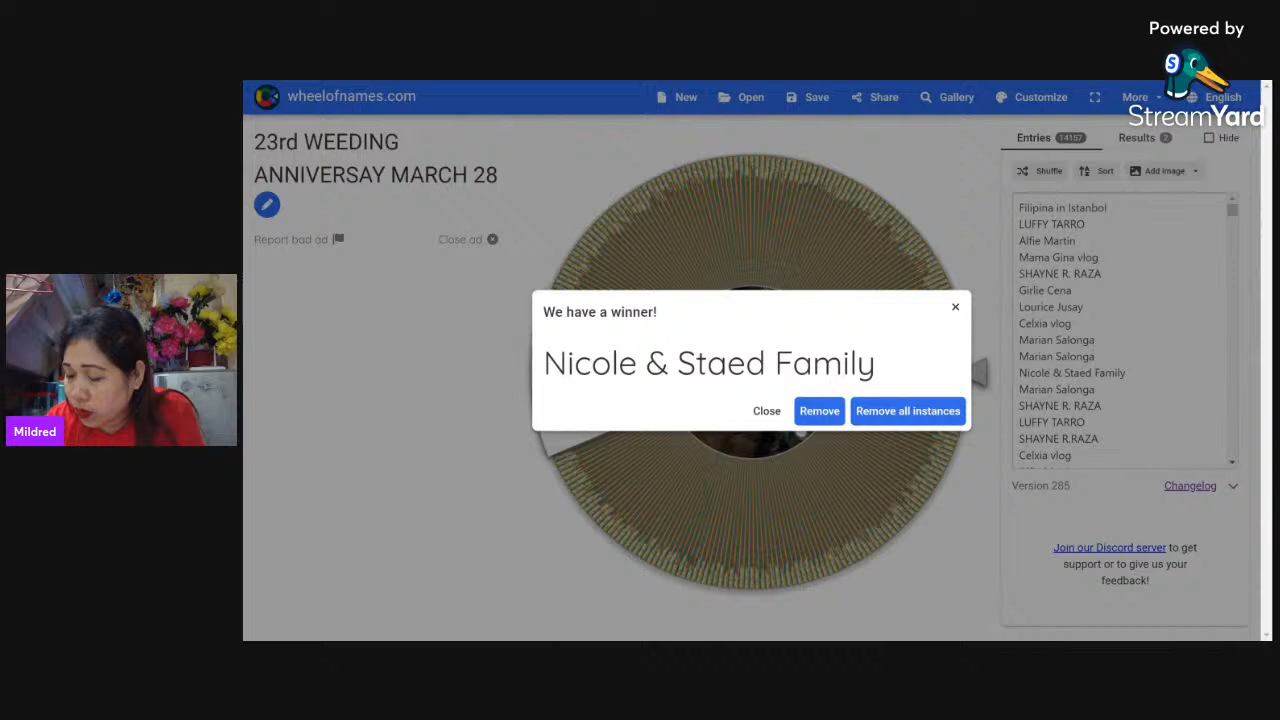 Powered by
StreamYard
wheelofnames.com
New
Open
Save
Share
Gallery
Customize
More
English
23rd WEEDING
ANNIVERSAY MARCH 28
Report bad ad
Close ad
Entries 14157
Results 2
Hide
Shuffle
Sort
Add image
Filipina in Istanbol
LUFFY TARRO
Alfie Martin
Mama Gina vlog
SHAYNE R. RAZA
Girlie Cena
Lourice Jusay
Celxia vlog
Marian Salonga
Marian Salonga
Nicole & Staed Family
Marian Salonga
SHAYNE R. RAZA
LUFFY TARRO
SHAYNE R.RAZA
Celxia vlog
We have a winner!
Nicole & Staed Family
Close
Remove
Remove all instances
Version 285
Changelog
Join our Discord server to get
support or to give us your
feedback!
Mildred